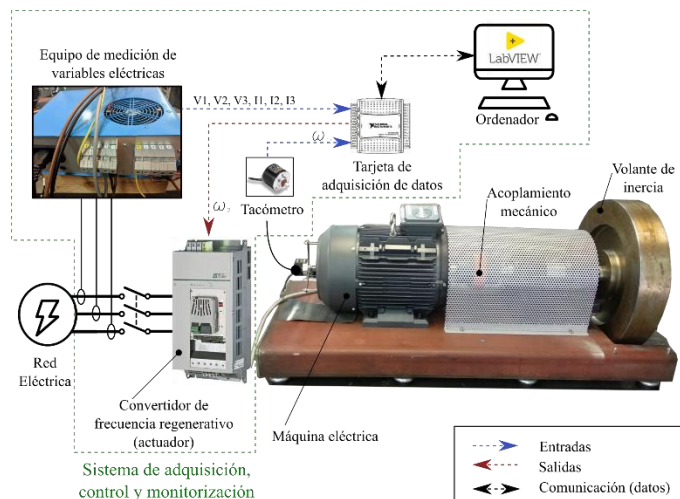 Equipo de medición de
variables eléctricas
V1, V2, V3, I1, I2, I3
ω
ω
Tacómetro
Tarjeta de
adquisición de datos
LabVIEW
Ordenador
Volante de
inercia
Acoplamiento
mecánico
Red
Eléctrica
Convertidor de
frecuencia regenerativo
(actuador)
Máquina eléctrica
Sistema de adquisición,
control y monitorización
Entradas
Salidas
Comunicación (datos)